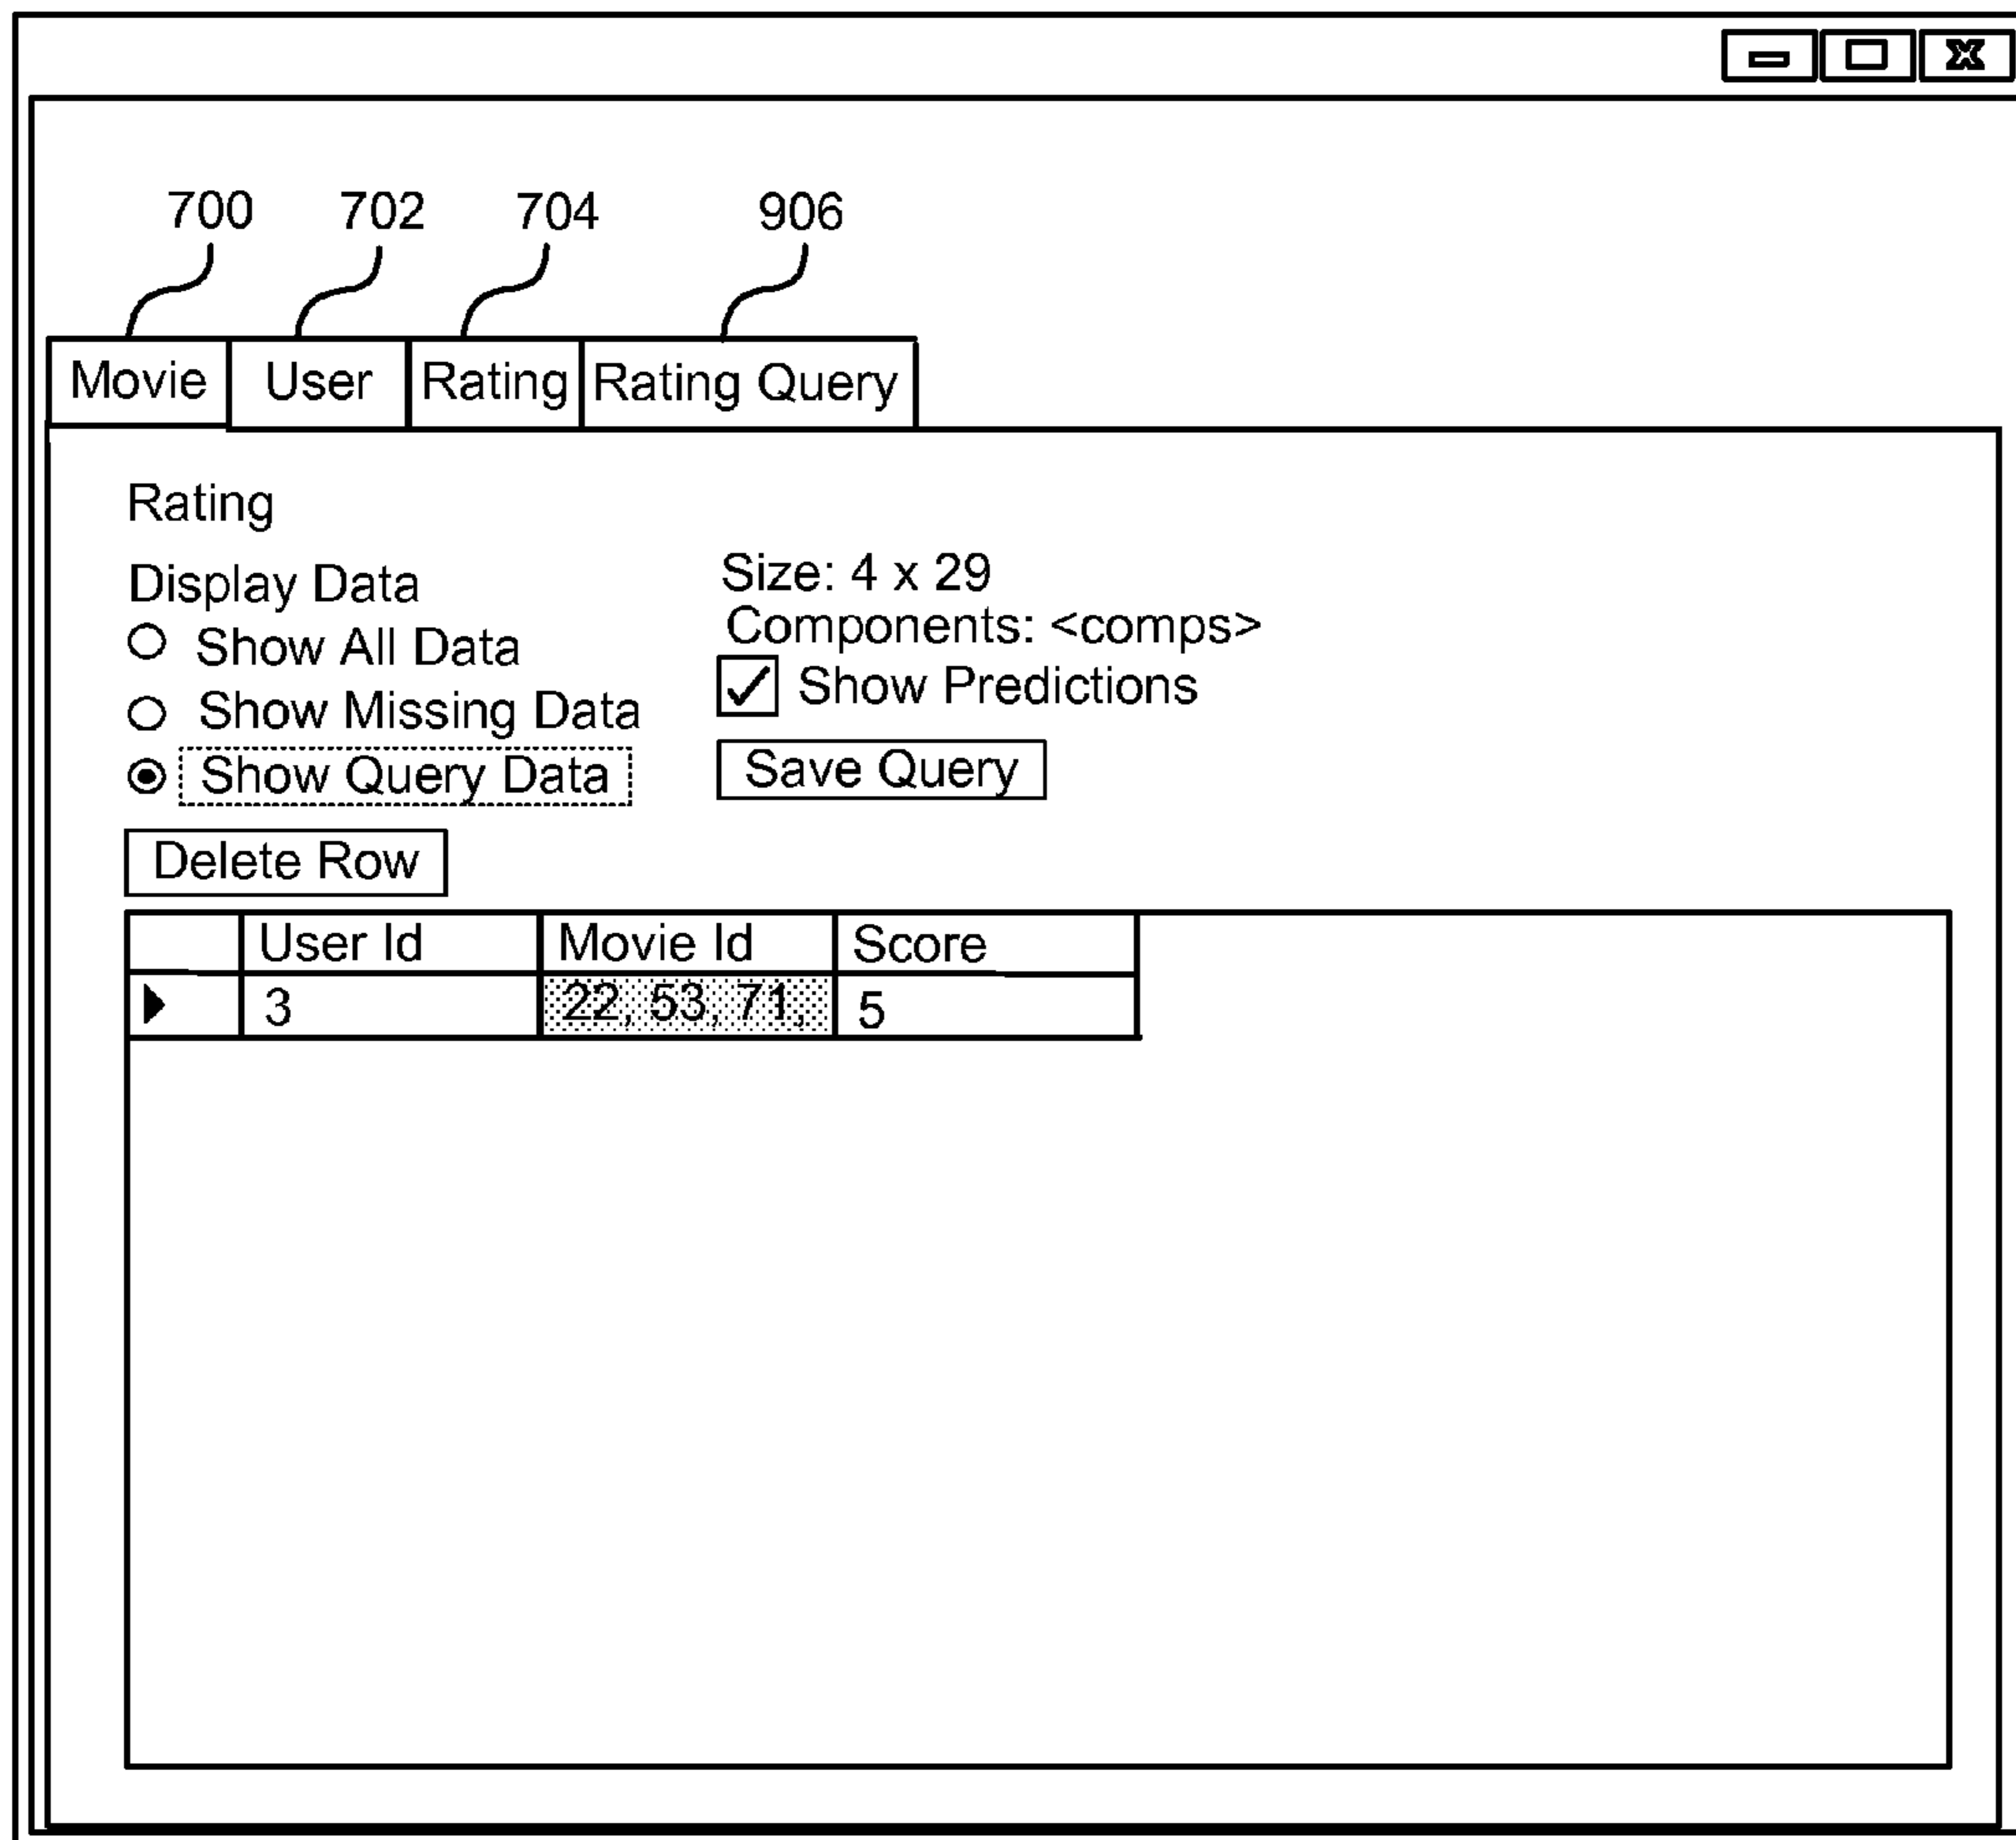 700 702 704 906
Movie User Rating Rating Query
Rating
Display Data
Show All Data
Show Missing Data
Show Query Data
Size: 4 x 29
Components: <comps>
Show Predictions
Save Query
Delete Row
User Id Movie Id Score
3 22, 53, 71, 5